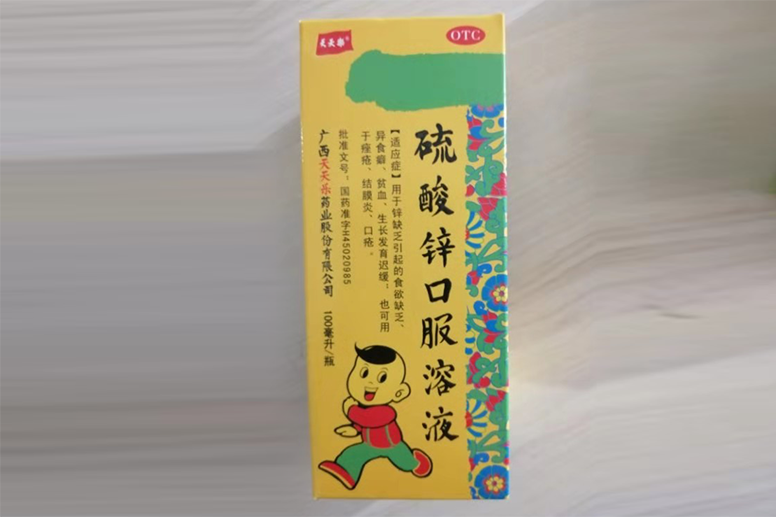 天天乐®
OTC
硫酸锌口服溶液
【适应症】用于锌缺乏引起的食欲缺乏、
异食癖、贫血、生长发育迟缓；也可用
于痤疮、结膜炎、口疮。
批准文号：国药准字H45020985
广西天天乐药业股份有限公司 100毫升/瓶